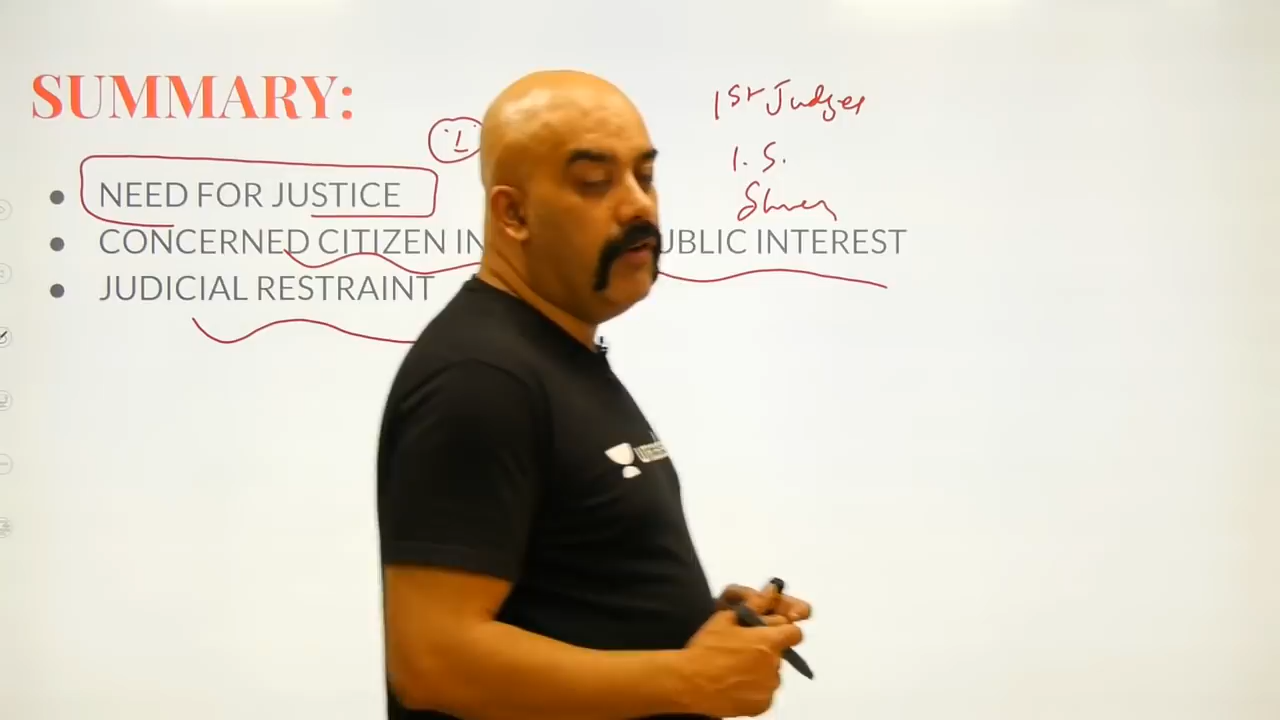 SUMMARY:
1st Judges
1. S.
NEED FOR JUSTICE
CONCERNED CITIZEN IN UBLIC INTEREST
JUDICIAL RESTRAINT